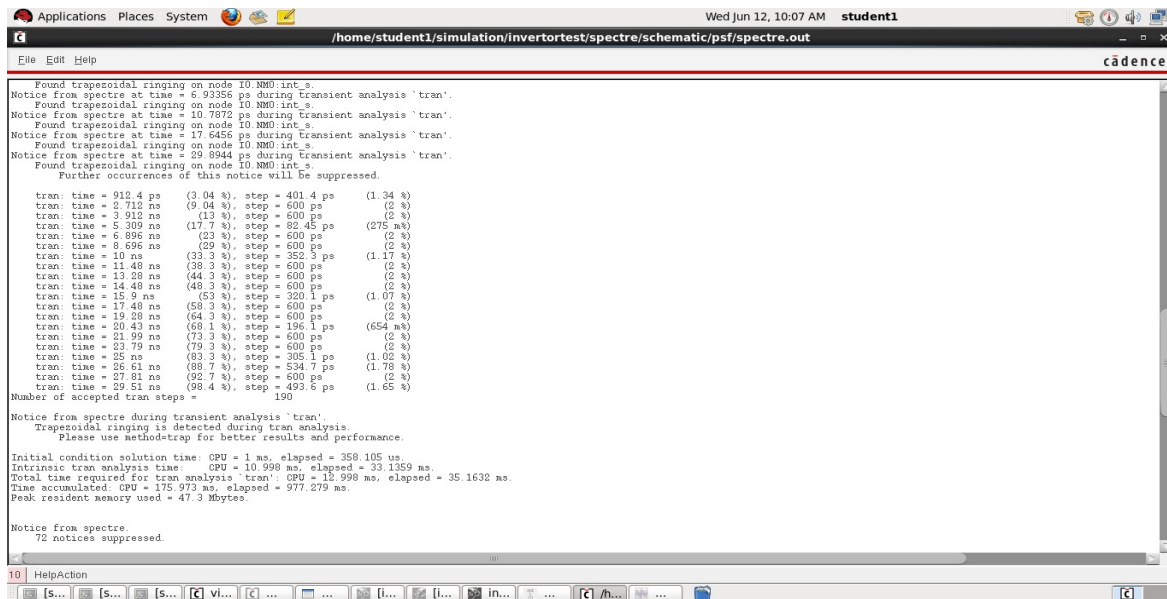 Applications Places System Wed Jun 12, 10:07 AM student1
/home/student1/simulation/invertortest/spectre/schematic/psf/spectre.out
File Edit Help cādence
Found trapezoidal ringing on node I0.NM0:int_s.
Notice from spectre at time = 6.93356 ps during transient analysis `tran'.
Found trapezoidal ringing on node I0.NM0:int_s.
Notice from spectre at time = 10.7872 ps during transient analysis `tran'.
Found trapezoidal ringing on node I0.NM0:int_s.
Notice from spectre at time = 17.6456 ps during transient analysis `tran'.
Found trapezoidal ringing on node I0.NM0:int_s.
Notice from spectre at time = 29.8944 ps during transient analysis `tran'.
Found trapezoidal ringing on node I0.NM0:int_s.
Further occurrences of this notice will be suppressed.
tran: time = 912.4 ps (3.04 %), step = 401.4 ps (1.34 %)
tran: time = 2.712 ns (9.04 %), step = 600 ps (2 %)
tran: time = 3.912 ns (13 %), step = 600 ps (2 %)
tran: time = 5.309 ns (17.7 %), step = 82.45 ps (275 m%)
tran: time = 6.896 ns (23 %), step = 600 ps (2 %)
tran: time = 8.696 ns (29 %), step = 600 ps (2 %)
tran: time = 10 ns (33.3 %), step = 352.3 ps (1.17 %)
tran: time = 11.48 ns (38.3 %), step = 600 ps (2 %)
tran: time = 13.28 ns (44.3 %), step = 600 ps (2 %)
tran: time = 14.48 ns (48.3 %), step = 600 ps (2 %)
tran: time = 15.9 ns (53 %), step = 320.1 ps (1.07 %)
tran: time = 17.48 ns (58.3 %), step = 600 ps (2 %)
tran: time = 19.28 ns (64.3 %), step = 600 ps (2 %)
tran: time = 20.43 ns (68.1 %), step = 196.1 ps (654 m%)
tran: time = 21.99 ns (73.3 %), step = 600 ps (2 %)
tran: time = 23.79 ns (79.3 %), step = 600 ps (2 %)
tran: time = 25 ns (83.3 %), step = 305.1 ps (1.02 %)
tran: time = 26.61 ns (88.7 %), step = 534.7 ps (1.78 %)
tran: time = 27.81 ns (92.7 %), step = 600 ps (2 %)
tran: time = 29.51 ns (98.4 %), step = 493.6 ps (1.65 %)
Number of accepted tran steps = 190
Notice from spectre during transient analysis `tran'.
Trapezoidal ringing is detected during tran analysis.
Please use method=trap for better results and performance.
Initial condition solution time: CPU = 1 ms, elapsed = 358.105 us.
Intrinsic tran analysis time: CPU = 10.998 ms, elapsed = 33.1359 ms.
Total time required for tran analysis `tran': CPU = 12.998 ms, elapsed = 35.1632 ms.
Time accumulated: CPU = 175.973 ms, elapsed = 977.279 ms.
Peak resident memory used = 47.3 Mbytes.
Notice from spectre.
72 notices suppressed.
10 HelpAction
[s... [s... [s... vi... [ ... ... [i... [i... in... ... /h... ...